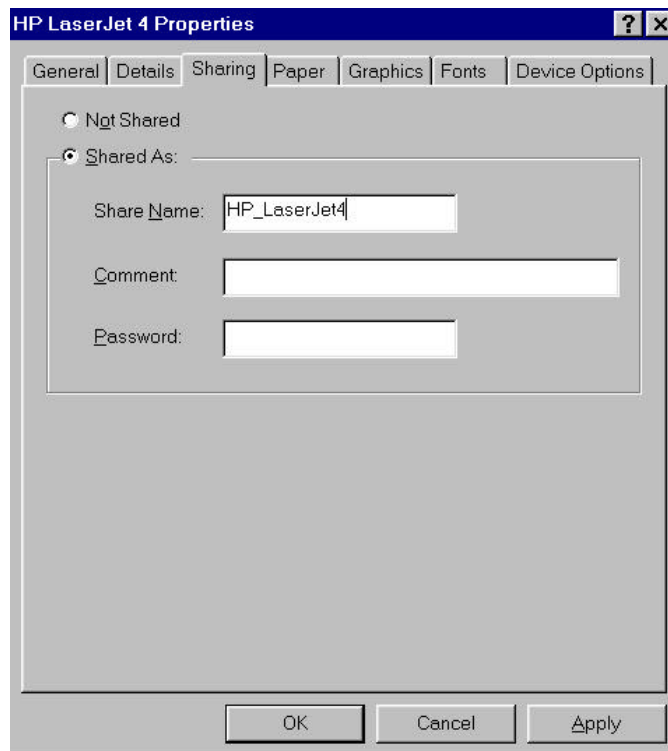 HP LaserJet 4 Properties
General Details Sharing Paper Graphics Fonts Device Options
Not Shared
Shared As:
Share Name: HP_LaserJet4
Comment:
Password:
OK Cancel Apply